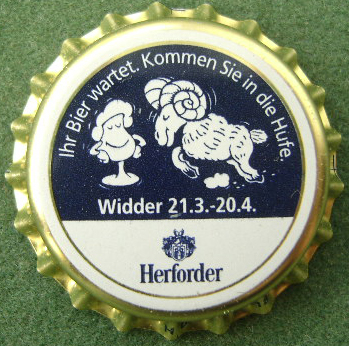 Ihr Bier wartet. Kommen Sie in die Hufe.
Widder 21.3.-20.4.
Herforder